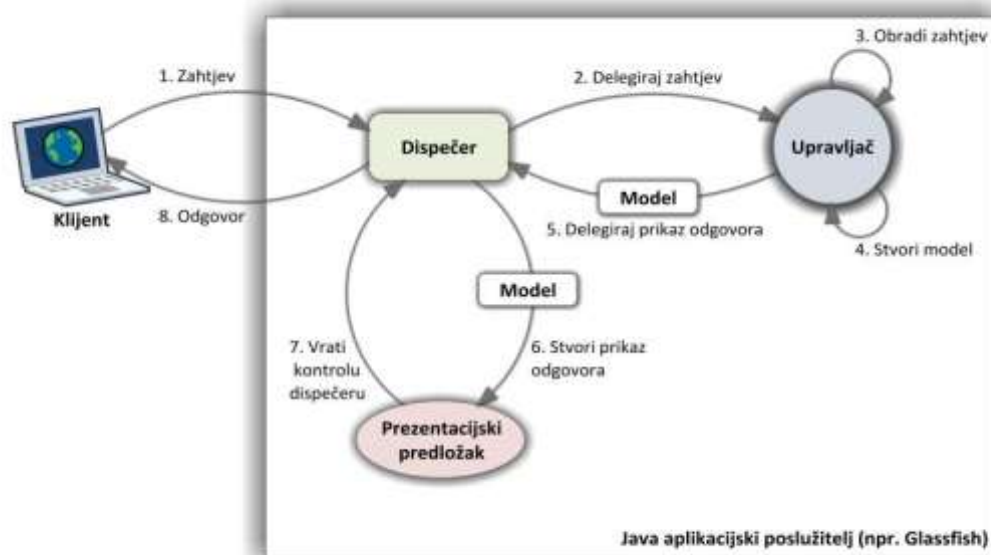 3. Obradi zahtjev
1. Zahtjev
2. Delegiraj zahtjev
Dispečer
Upravljač
Model
Klijent
8. Odgovor
5. Delegiraj prikaz odgovora
4. Stvori model
Model
7. Vrati
kontrolu
dispečeru
6. Stvori prikaz
odgovora
Prezentacijski
predložak
Java aplikacijski poslužitelj (npr. Glassfish)